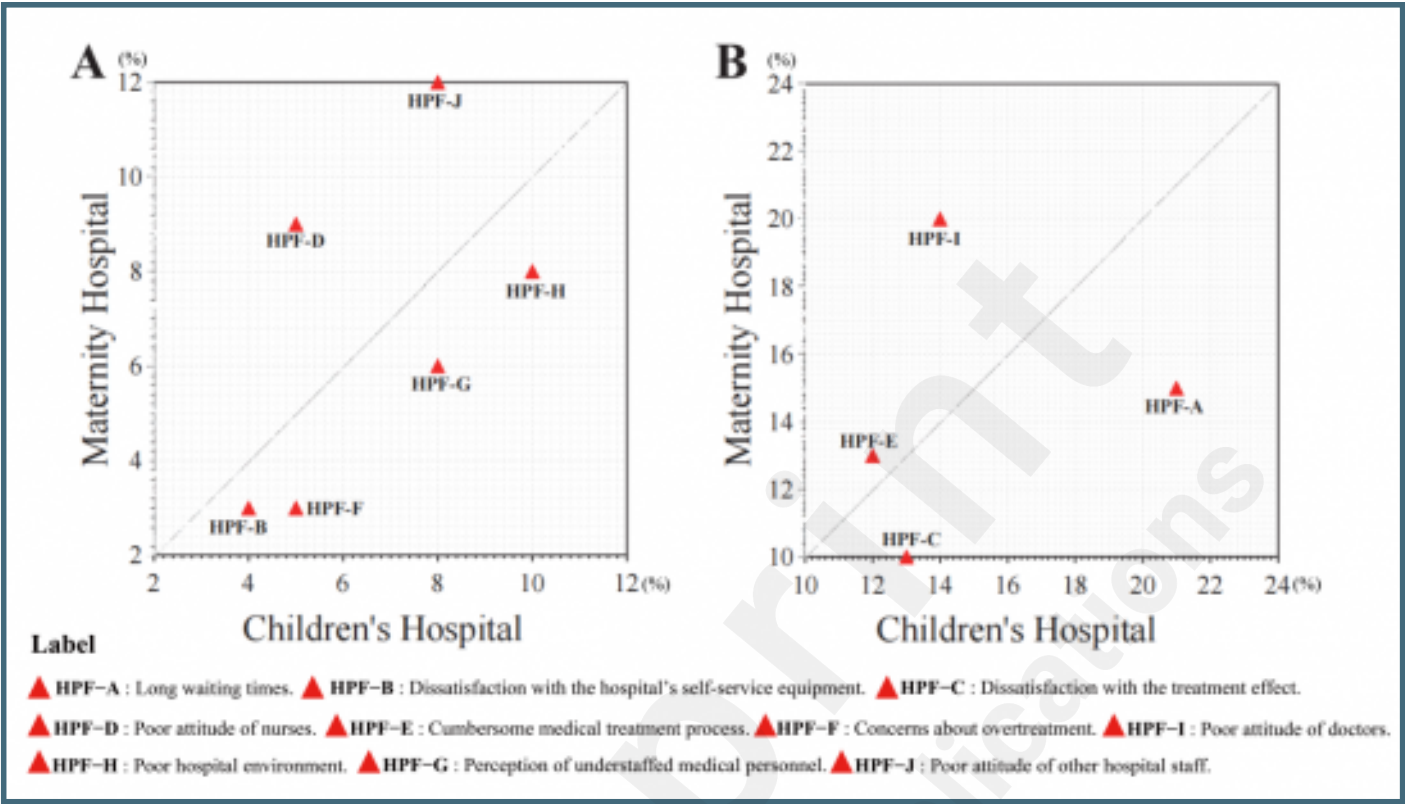 A (%)
12
HPF-J
10
HPF-D
8
HPF-H
6
HPF-G
4
HPF-B
HPF-F
2
2 4 6 8 10 12(%)
Maternity Hospital
Children's Hospital
B (%)
24
22
20
HPF-I
18
16
HPF-A
14
HPF-E
12
HPF-C
10
10 12 14 16 18 20 22 24(%)
Maternity Hospital
Children's Hospital
Label
HPF−A : Long waiting times. HPF−B : Dissatisfaction with the hospital's self-service equipment. HPF−C : Dissatisfaction with the treatment effect.
HPF−D : Poor attitude of nurses. HPF−E : Cumbersome medical treatment process. HPF−F : Concerns about overtreatment. HPF−I : Poor attitude of doctors.
HPF−H : Poor hospital environment. HPF−G : Perception of understaffed medical personnel. HPF−J : Poor attitude of other hospital staff.
print